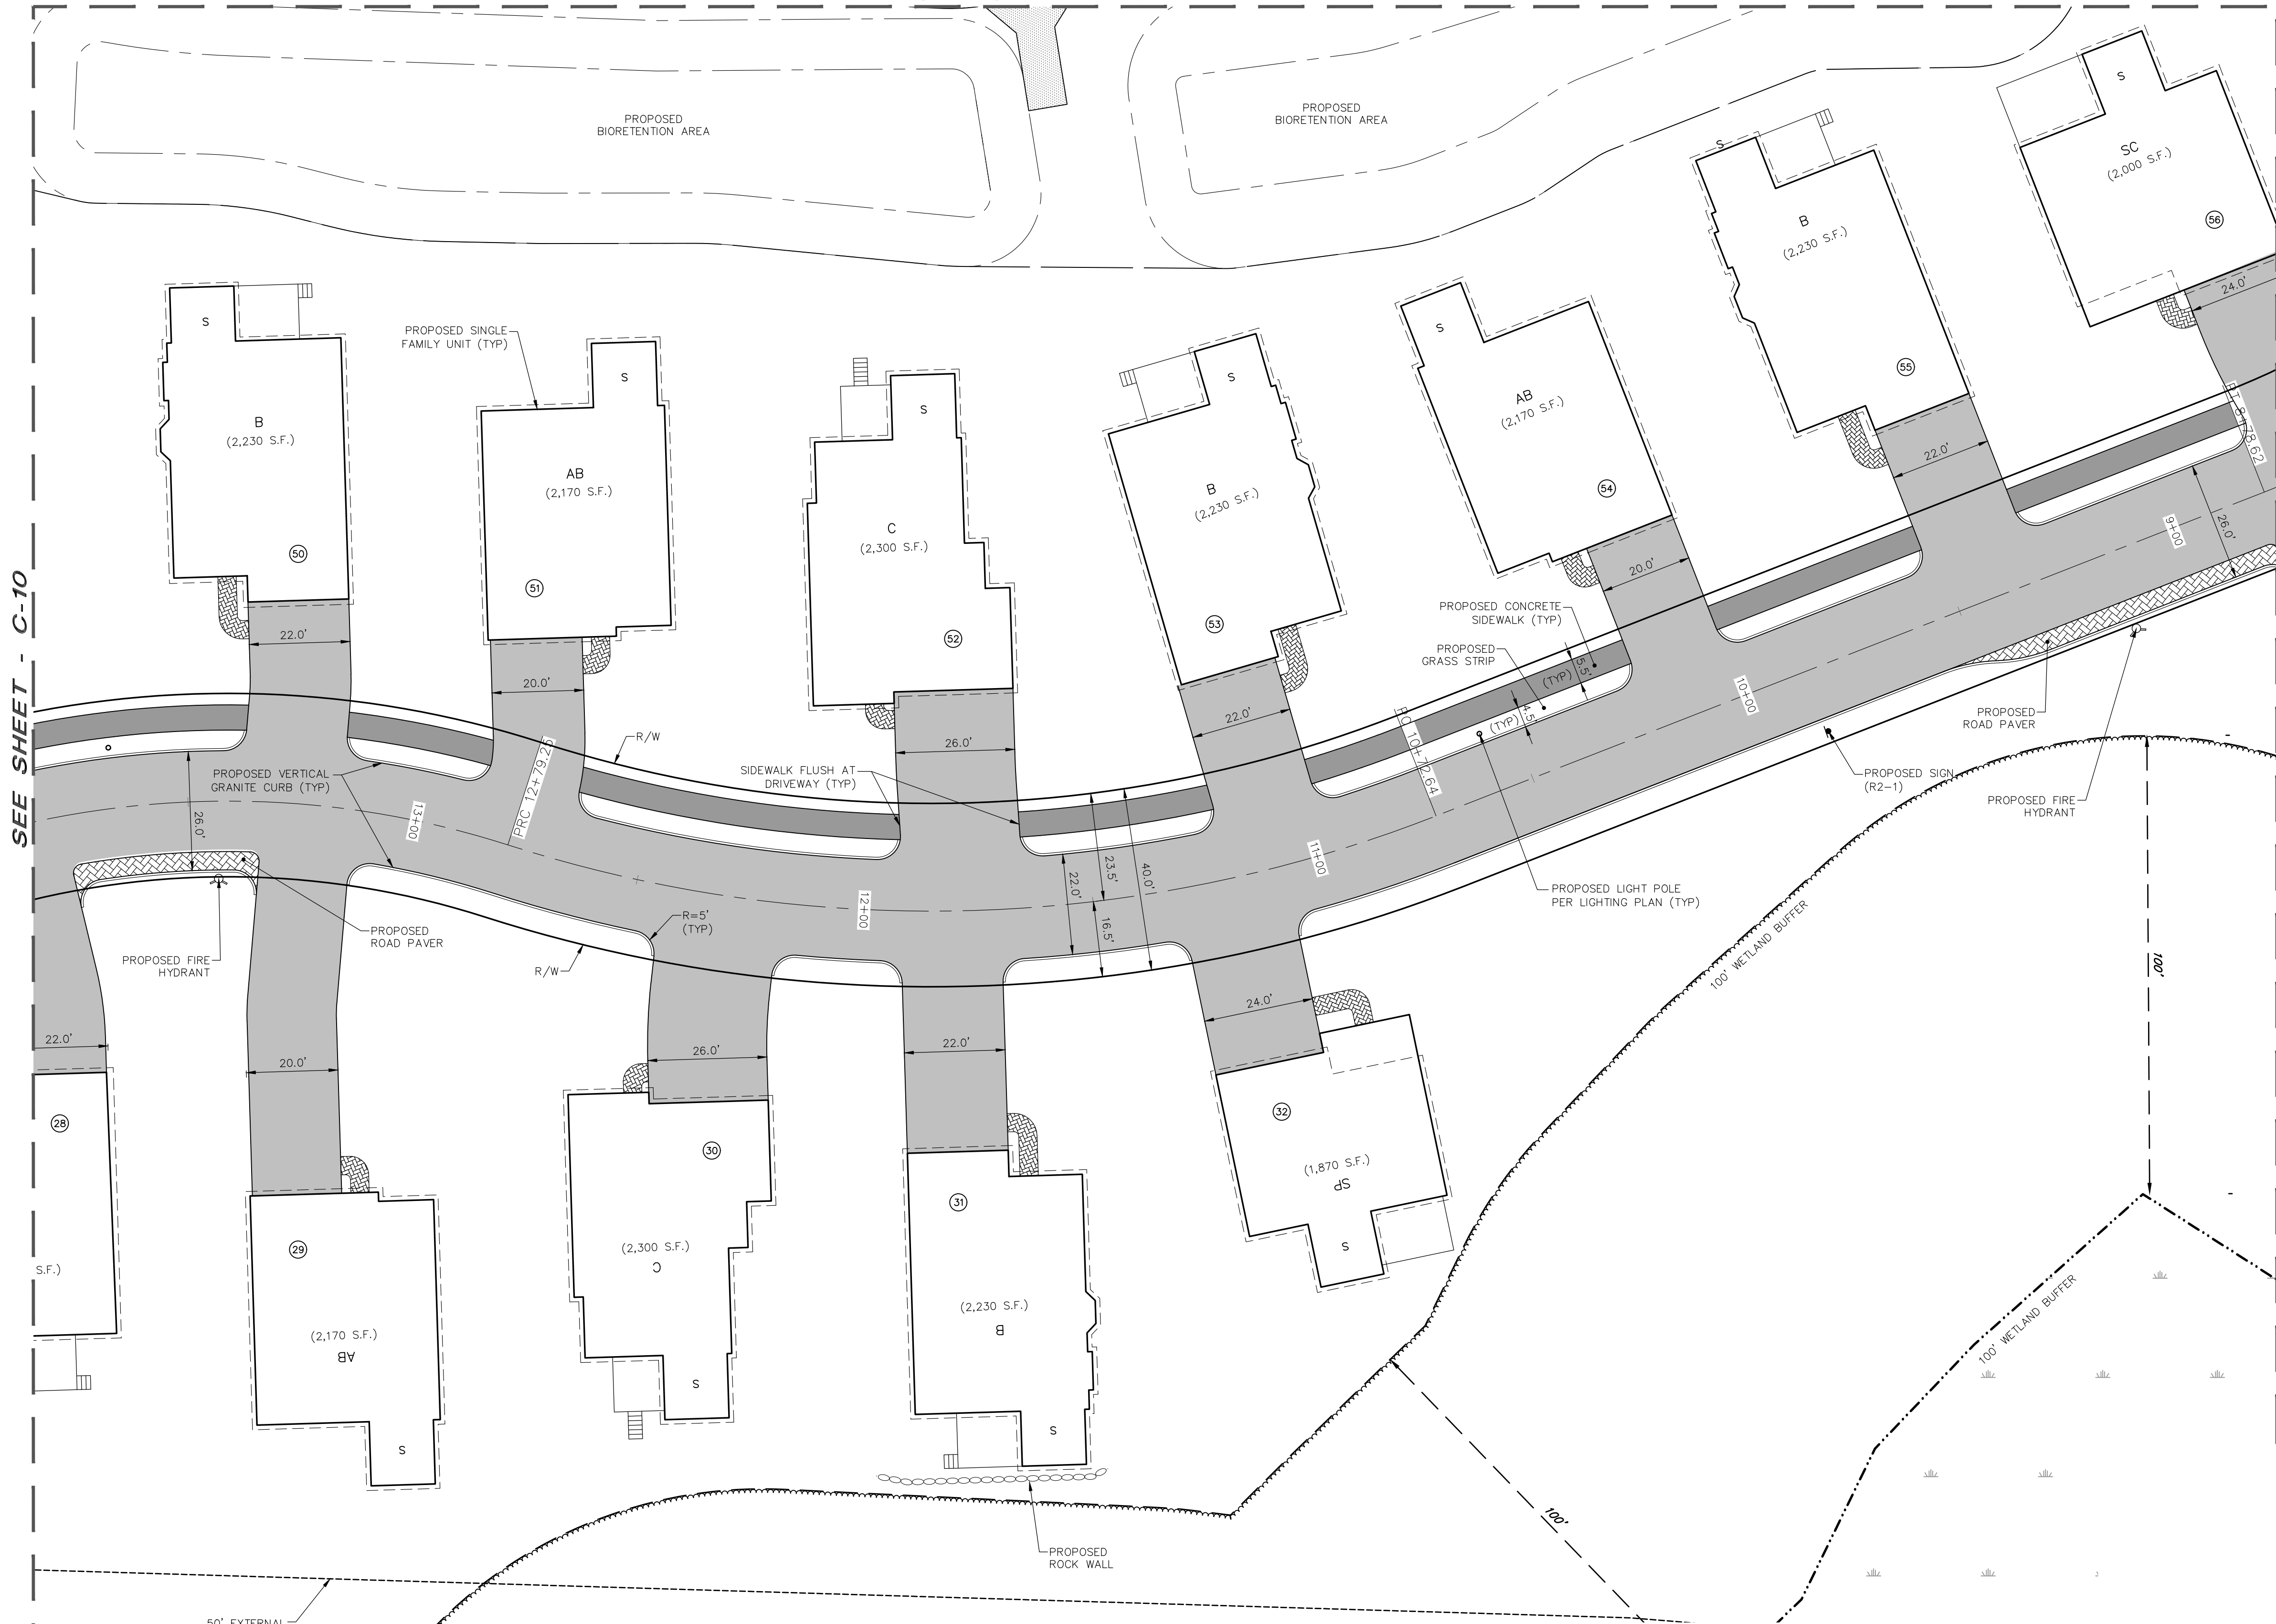 PROPOSED
BIORETENTION AREA
PROPOSED
BIORETENTION AREA
S
SC
(2,000 S.F.)
56
24.0'
S
B
(2,230 S.F.)
55
22.0'
PT 8+78.62
S
AB
(2,170 S.F.)
54
20.0'
S
B
(2,230 S.F.)
53
22.0'
S
C
(2,300 S.F.)
52
26.0'
PROPOSED SINGLE
FAMILY UNIT (TYP)
S
AB
(2,170 S.F.)
51
20.0'
S
B
(2,230 S.F.)
50
22.0'
SEE SHEET - C-10
PROPOSED CONCRETE
SIDEWALK (TYP)
PROPOSED
GRASS STRIP
5.5'
(TYP)
4.5'
(TYP)
9+00
26.0'
10+00
PC 10+72.64
11+00
12+00
PRC 12+79.25
13+00
R/W
SIDEWALK FLUSH AT
DRIVEWAY (TYP)
PROPOSED VERTICAL
GRANITE CURB (TYP)
26.0'
22.0'
23.5'
16.5'
40.0'
R=5'
(TYP)
R/W
PROPOSED
ROAD PAVER
PROPOSED FIRE
HYDRANT
PROPOSED
ROAD PAVER
PROPOSED SIGN
(R2-1)
PROPOSED FIRE
HYDRANT
PROPOSED LIGHT POLE
PER LIGHTING PLAN (TYP)
100' WETLAND BUFFER
100'
22.0'
28
S.F.)
20.0'
29
(2,170 S.F.)
AB
S
26.0'
30
(2,300 S.F.)
C
S
22.0'
31
(2,230 S.F.)
B
S
24.0'
32
(1,870 S.F.)
SP
S
100' WETLAND BUFFER
100'
PROPOSED
ROCK WALL
50' EXTERNAL